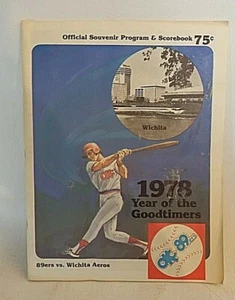 Official Souvenir Program & Scorebook 75¢
Wichita
1978
Year of the
Goodtimers
89ers vs. Wichita Aeros